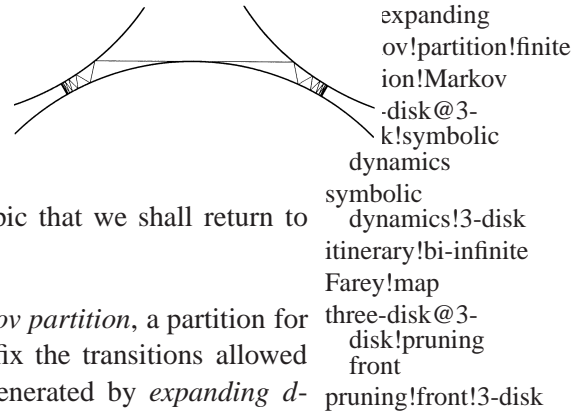 expanding
ov!partition!finite
ion!Markov
-disk@3-
k!symbolic
dynamics
symbolic
dynamics!3-disk
itinerary!bi-infinite
Farey!map
three-disk@3-
disk!pruning
front
pruning!front!3-disk
pic that we shall return to
ov partition, a partition for
fix the transitions allowed
enerated by expanding d-